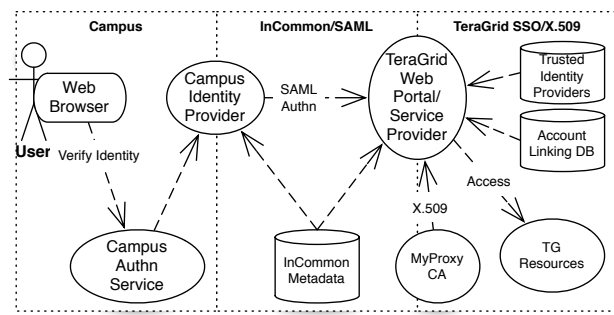 Campus
InCommon/SAML
TeraGrid SSO/X.509
Web
Browser
User
Verify Identity
Campus
Identity
Provider
SAML
Authn
TeraGrid
Web
Portal/
Service
Provider
Trusted
Identity
Providers
Account
Linking DB
Access
X.509
Campus
Authn
Service
InCommon
Metadata
MyProxy
CA
TG
Resources